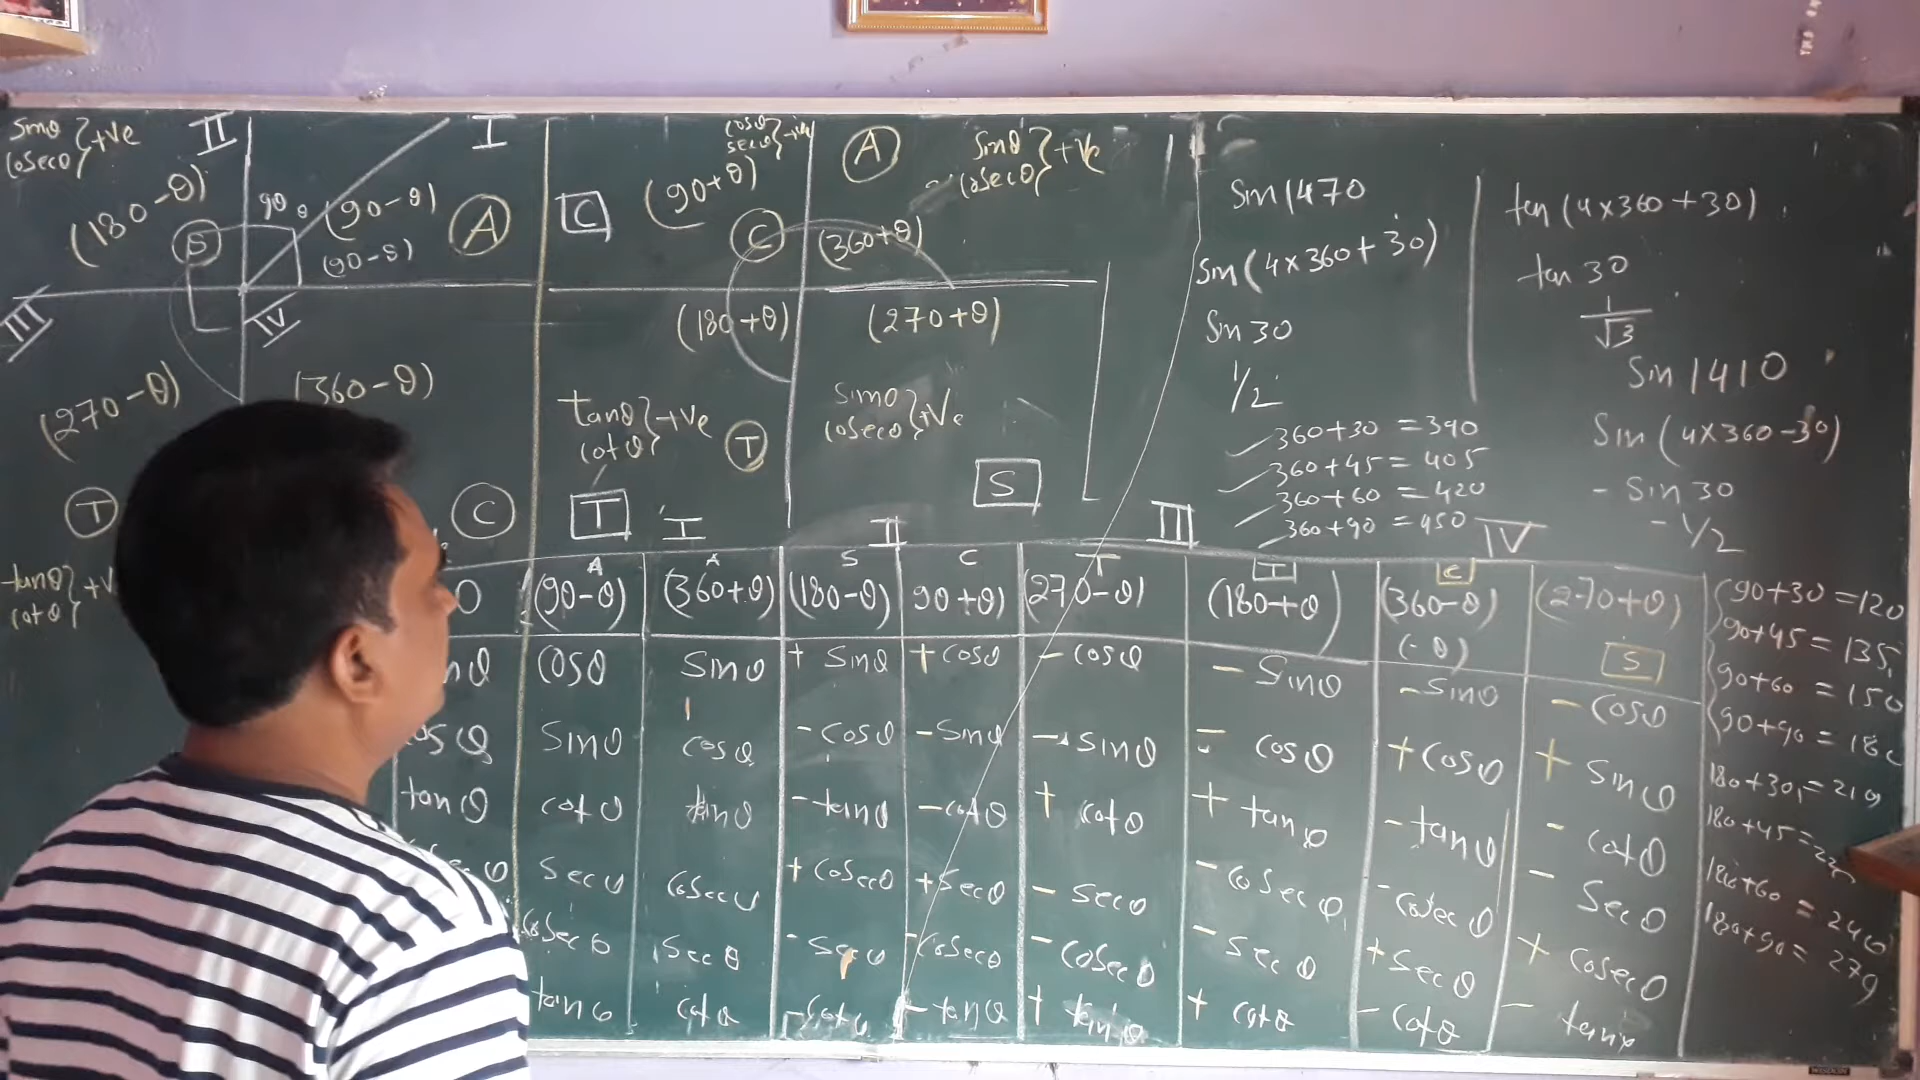 sinθ } +ve
cosecθ
II
I
(180-θ)
90
θ
(90-θ)
(90-θ)
S
A
III
IV
(270-θ)
(360-θ)
T
C
tanθ } +v
cotθ
C
cosθ } +ve
secθ
(90+θ)
A
Sinθ } +ve
cosecθ
C
(360+θ)
(180+θ)
(270+θ)
tanθ } +ve
cotθ
T
Sinθ } +Ve
cosecθ
T
S
Sin 1470
Sin (4×360+30)
Sin 30
1/2
tan (4×360+30)
tan 30
1
√3
Sin 1410
Sin (4×360-30)
- Sin 30
- 1/2
360+30 = 390
360+45 = 405
360+60 = 420
360+90 = 450
I
II
III
IV
A A S C T T C
θ (90-θ) (360+θ) (180-θ) 90+θ) (270-θ) (180+θ) (360-θ) (270+θ)
(-θ) S
nθ cosθ Sinθ + Sinθ + cosθ - cosθ - Sinθ - Sinθ - cosθ
cosθ Sinθ cosθ - cosθ - Sinθ - Sinθ - cosθ + cosθ + Sinθ
tanθ cotθ tanθ - tanθ - cotθ + cotθ + tanθ - tanθ - cotθ
Secθ cosecθ + cosecθ + Secθ - Secθ - cosecθ - cosecθ - Secθ
cosecθ Secθ - Secθ - cosecθ - cosecθ - Secθ + Secθ + cosecθ
tanθ cotθ - cotθ - tanθ + tanθ + cotθ - cotθ - tan
90+30 = 120
90+45 = 135
90+60 = 150
90+90 = 180
180+30 = 210
180+45 =
180+60 = 240
180+90 = 270